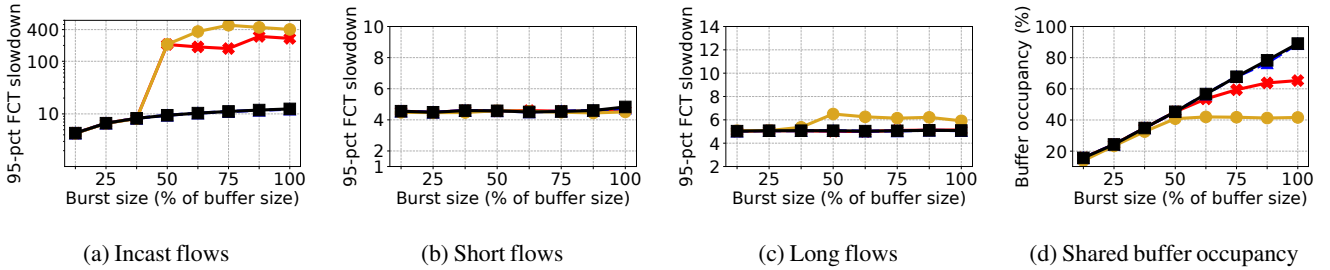 95-pct FCT slowdown
400
100
10
25 50 75 100
Burst size (% of buffer size)
(a) Incast flows
95-pct FCT slowdown
10
8
6
4
2
1
25 50 75 100
Burst size (% of buffer size)
(b) Short flows
95-pct FCT slowdown
14
12
10
8
6
4
2
25 50 75 100
Burst size (% of buffer size)
(c) Long flows
Buffer occupancy (%)
100
80
60
40
20
25 50 75 100
Burst size (% of buffer size)
(d) Shared buffer occupancy